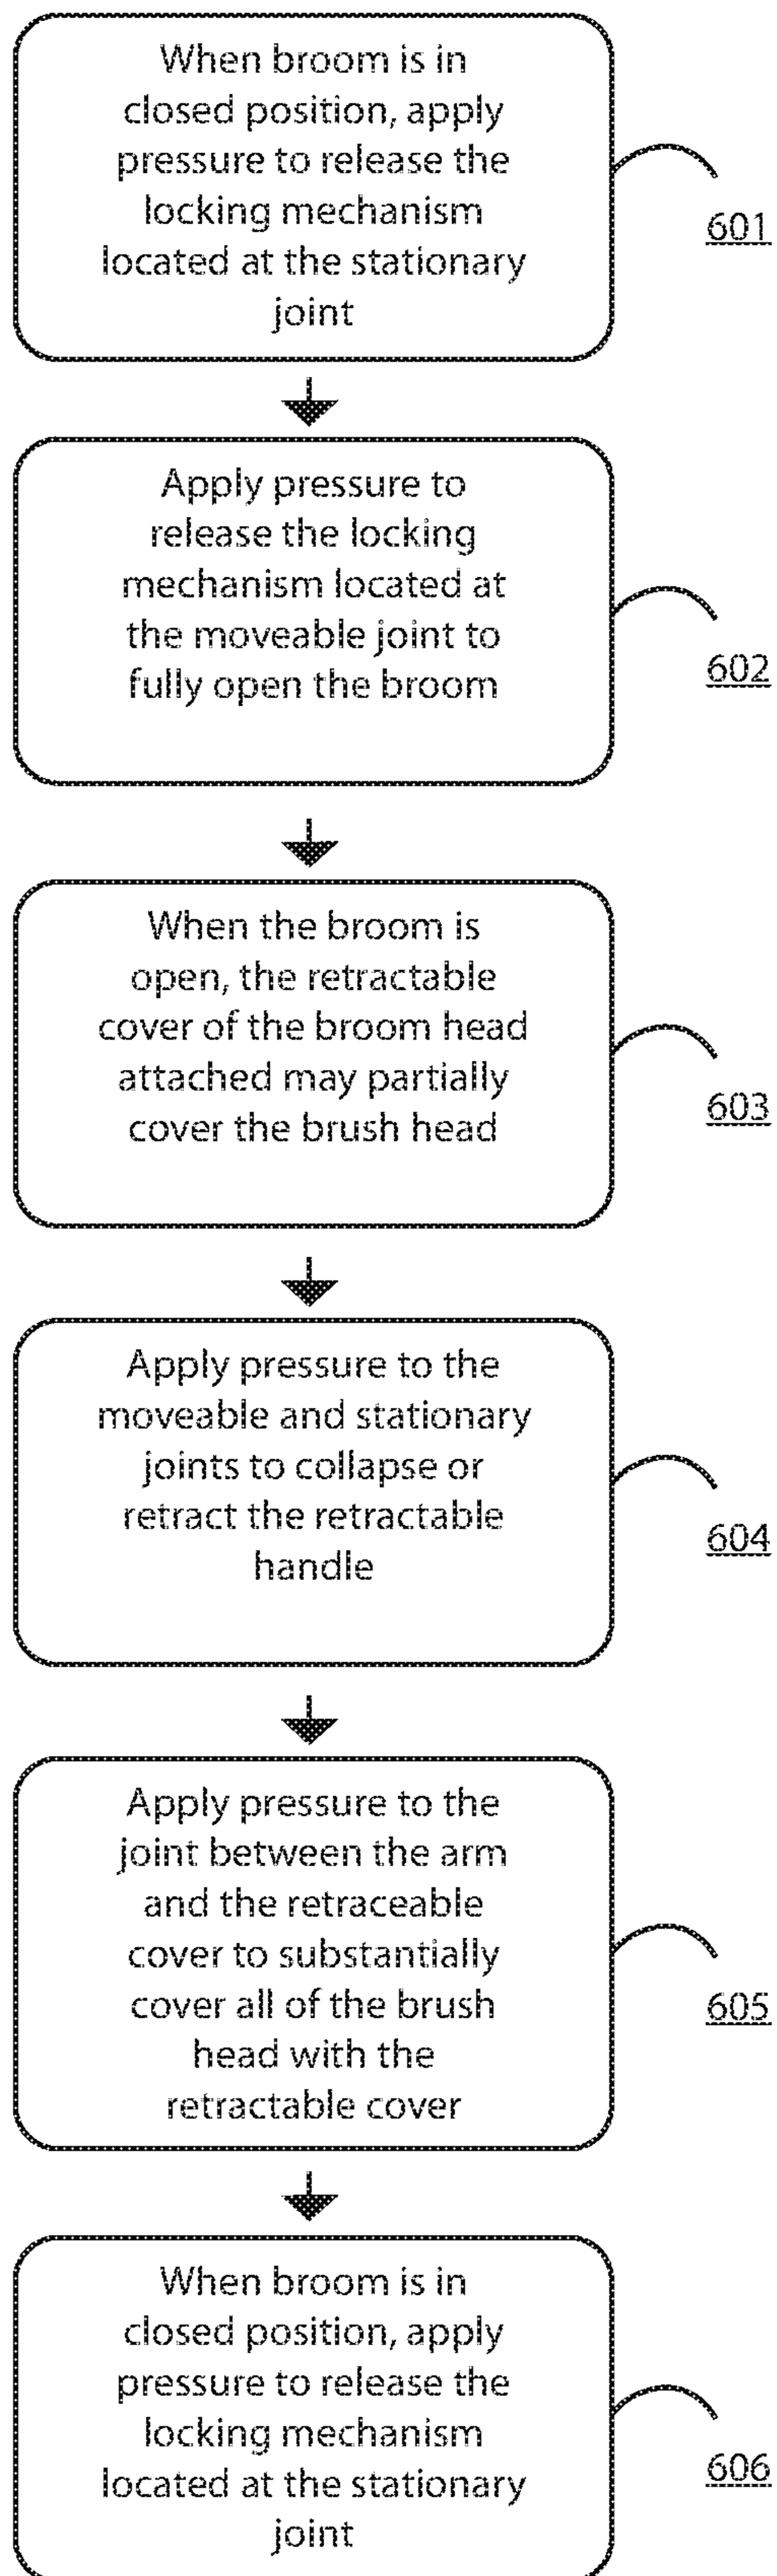 When broom is in
closed position, apply
pressure to release the
locking mechanism
located at the stationary
joint
601
Apply pressure to
release the locking
mechanism located at
the moveable joint to
fully open the broom
602
When the broom is
open, the retractable
cover of the broom head
attached may partially
cover the brush head
603
Apply pressure to the
moveable and stationary
joints to collapse or
retract the retractable
handle
604
Apply pressure to the
joint between the arm
and the retraceable
cover to substantially
cover all of the brush
head with the
retractable cover
605
When broom is in
closed position, apply
pressure to release the
locking mechanism
located at the stationary
joint
606